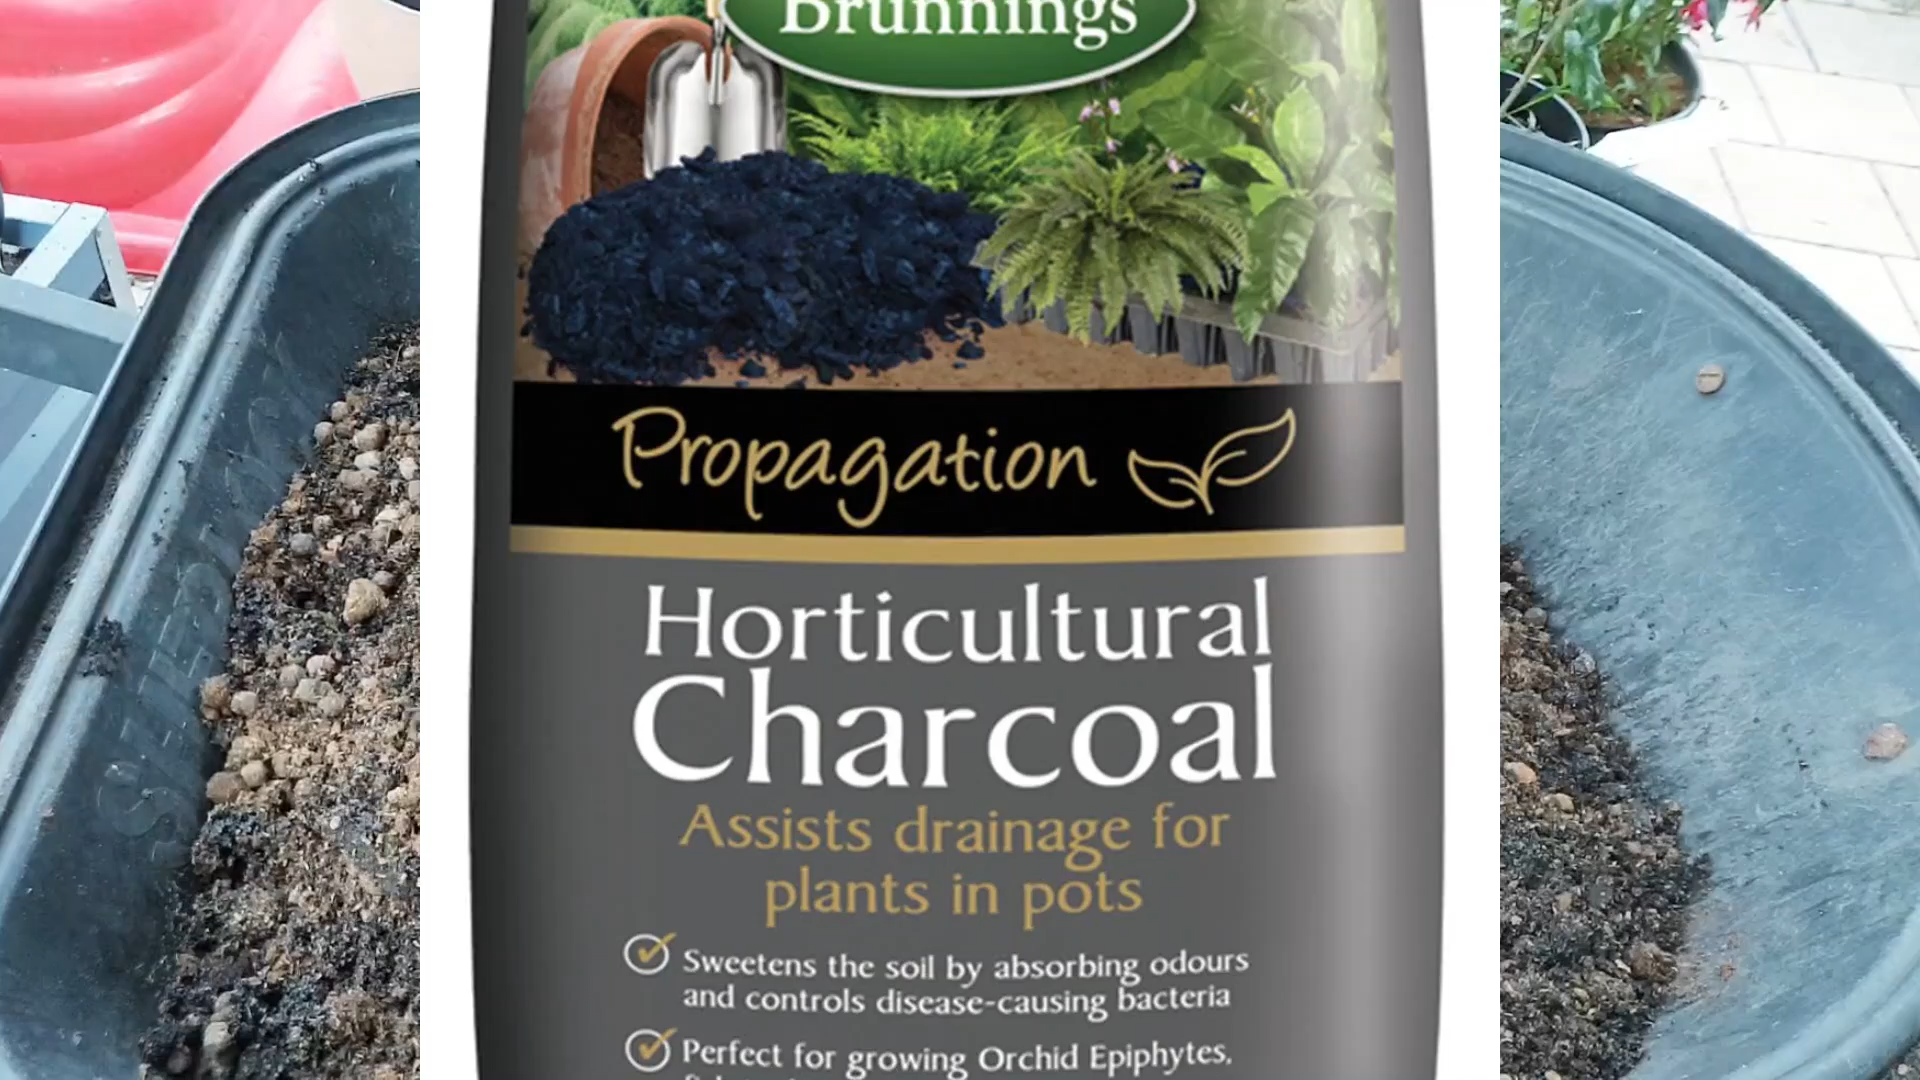 Brunnings
Propagation
Horticultural
Charcoal
Assists drainage for
plants in pots
Sweetens the soil by absorbing odours
and controls disease-causing bacteria
Perfect for growing Orchid Epiphytes,